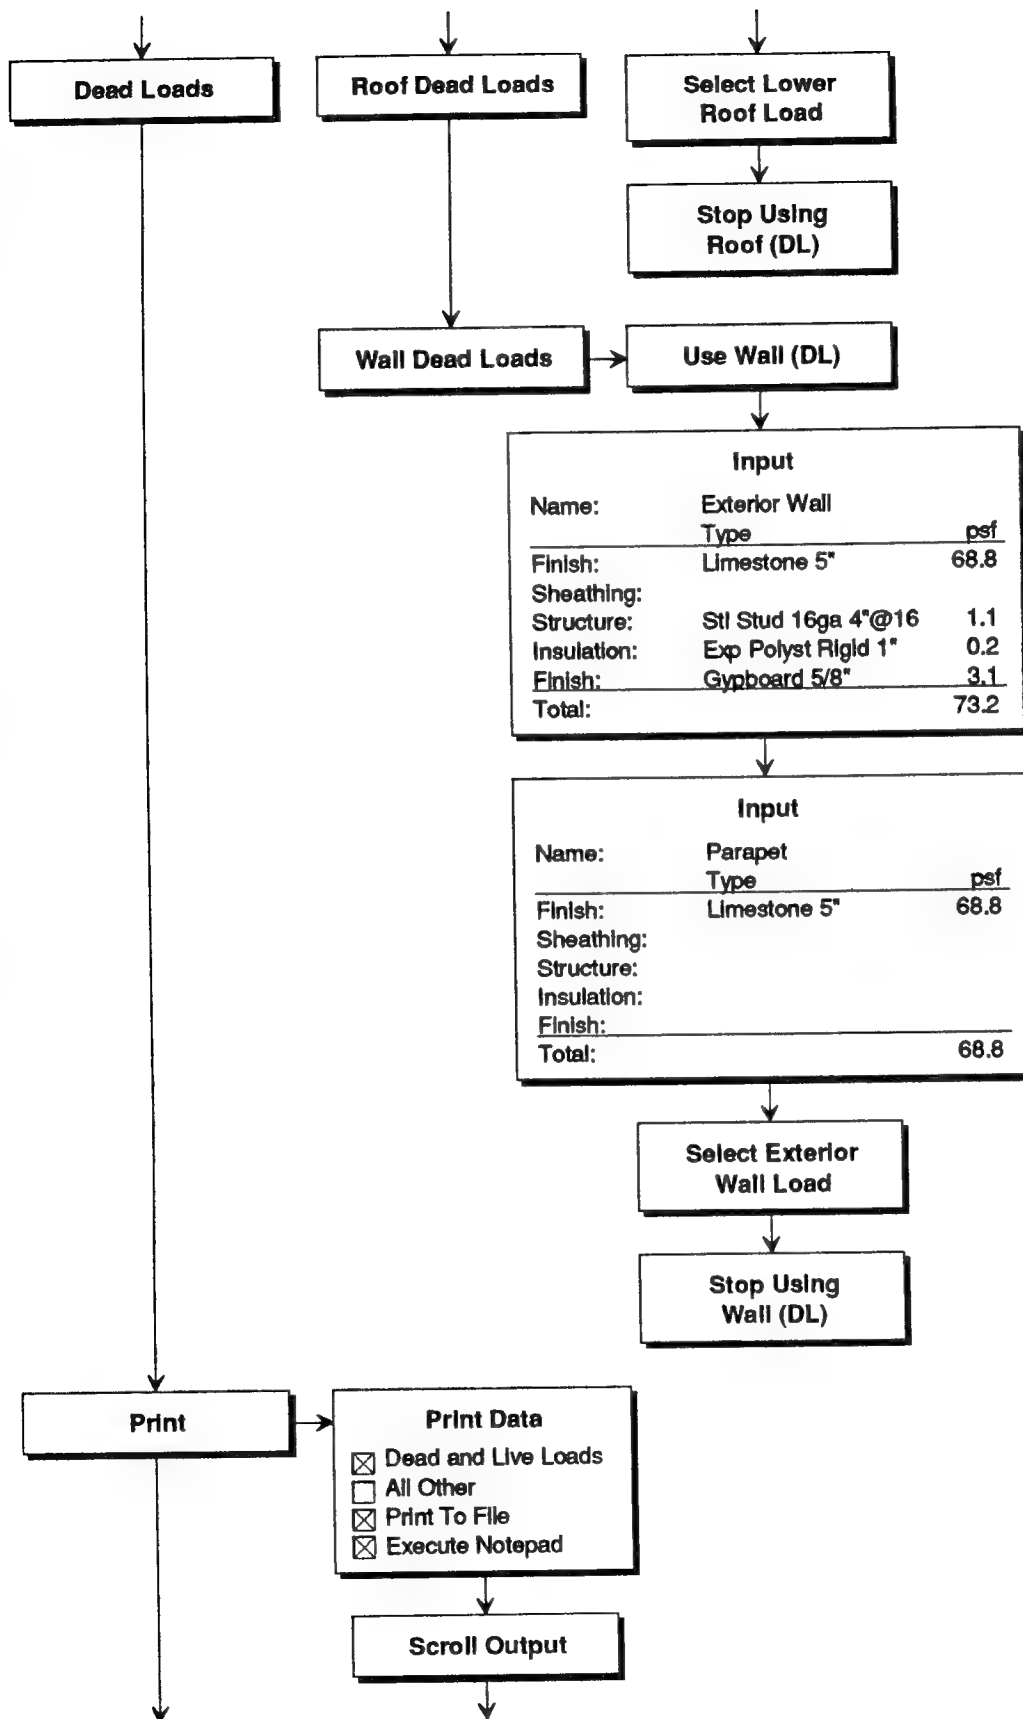 Dead Loads
Roof Dead Loads
Select Lower
Roof Load
Stop Using
Roof (DL)
Wall Dead Loads
Use Wall (DL)
Input
Name: Exterior Wall
Type psf
Finish: Limestone 5" 68.8
Sheathing:
Structure: Stl Stud 16ga 4"@16 1.1
Insulation: Exp Polyst Rigid 1" 0.2
Finish: Gypboard 5/8" 3.1
Total: 73.2
Input
Name: Parapet
Type psf
Finish: Limestone 5" 68.8
Sheathing:
Structure:
Insulation:
Finish:
Total: 68.8
Select Exterior
Wall Load
Stop Using
Wall (DL)
Print
Print Data
Dead and Live Loads
All Other
Print To File
Execute Notepad
Scroll Output